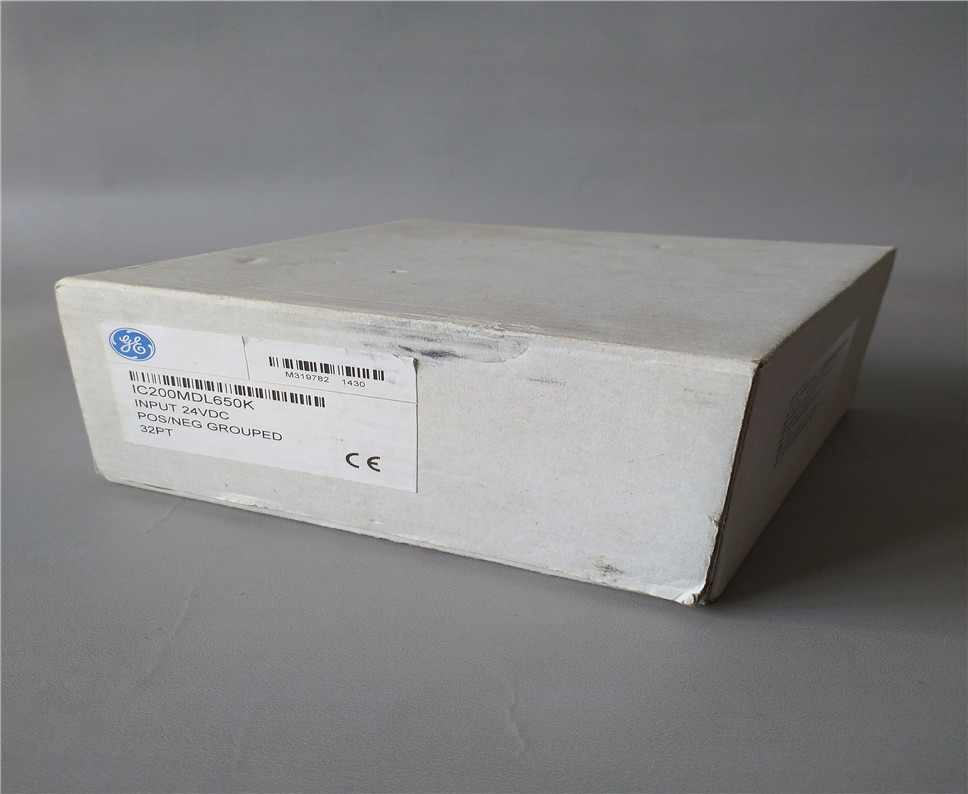 GE
M319782 1430
IC200MDL650K
INPUT 24VDC
POS/NEG GROUPED
32PT
CE